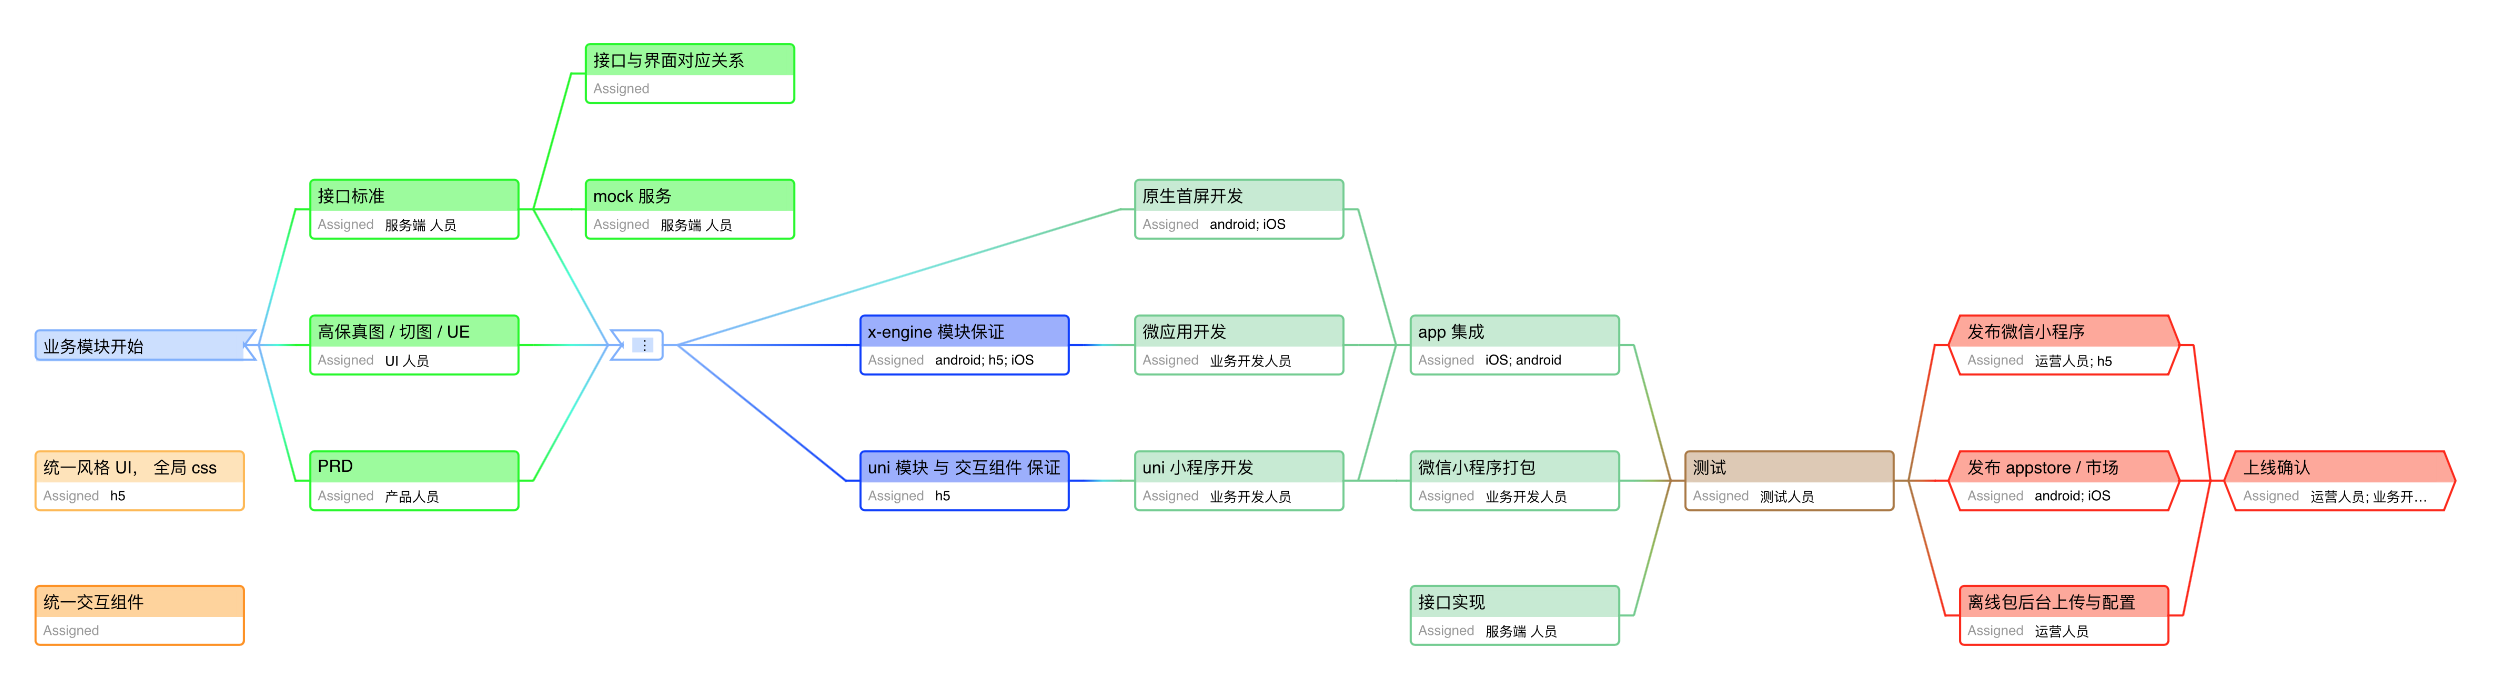 接口与界面对应关系
Assigned
接口标准
Assigned 服务端 人员
mock 服务
Assigned 服务端 人员
原生首屏开发
Assigned android; iOS
业务模块开始
高保真图 / 切图 / UE
Assigned UI 人员
⋮
x-engine 模块保证
Assigned android; h5; iOS
微应用开发
Assigned 业务开发人员
app 集成
Assigned iOS; android
发布微信小程序
Assigned 运营人员; h5
统一风格 UI， 全局 css
Assigned h5
PRD
Assigned 产品人员
uni 模块 与 交互组件 保证
Assigned h5
uni 小程序开发
Assigned 业务开发人员
微信小程序打包
Assigned 业务开发人员
测试
Assigned 测试人员
发布 appstore / 市场
Assigned android; iOS
上线确认
Assigned 运营人员; 业务开…
统一交互组件
Assigned
接口实现
Assigned 服务端 人员
离线包后台上传与配置
Assigned 运营人员